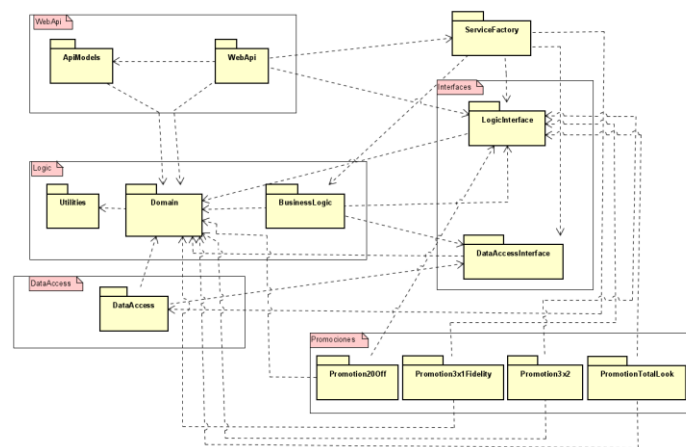 WebApi
ApiModels
WebApi
ServiceFactory
Interfaces
LogicInterface
Logic
Utilities
Domain
BusinessLogic
DataAccessInterface
DataAccess
DataAccess
Promociones
Promotion20Off
Promotion3x1Fidelity
Promotion3x2
PromotionTotalLook